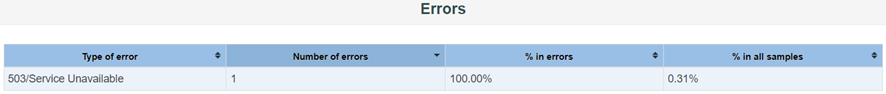 Errors
Type of error Number of errors % in errors % in all samples
503/Service Unavailable 1 100.00% 0.31%